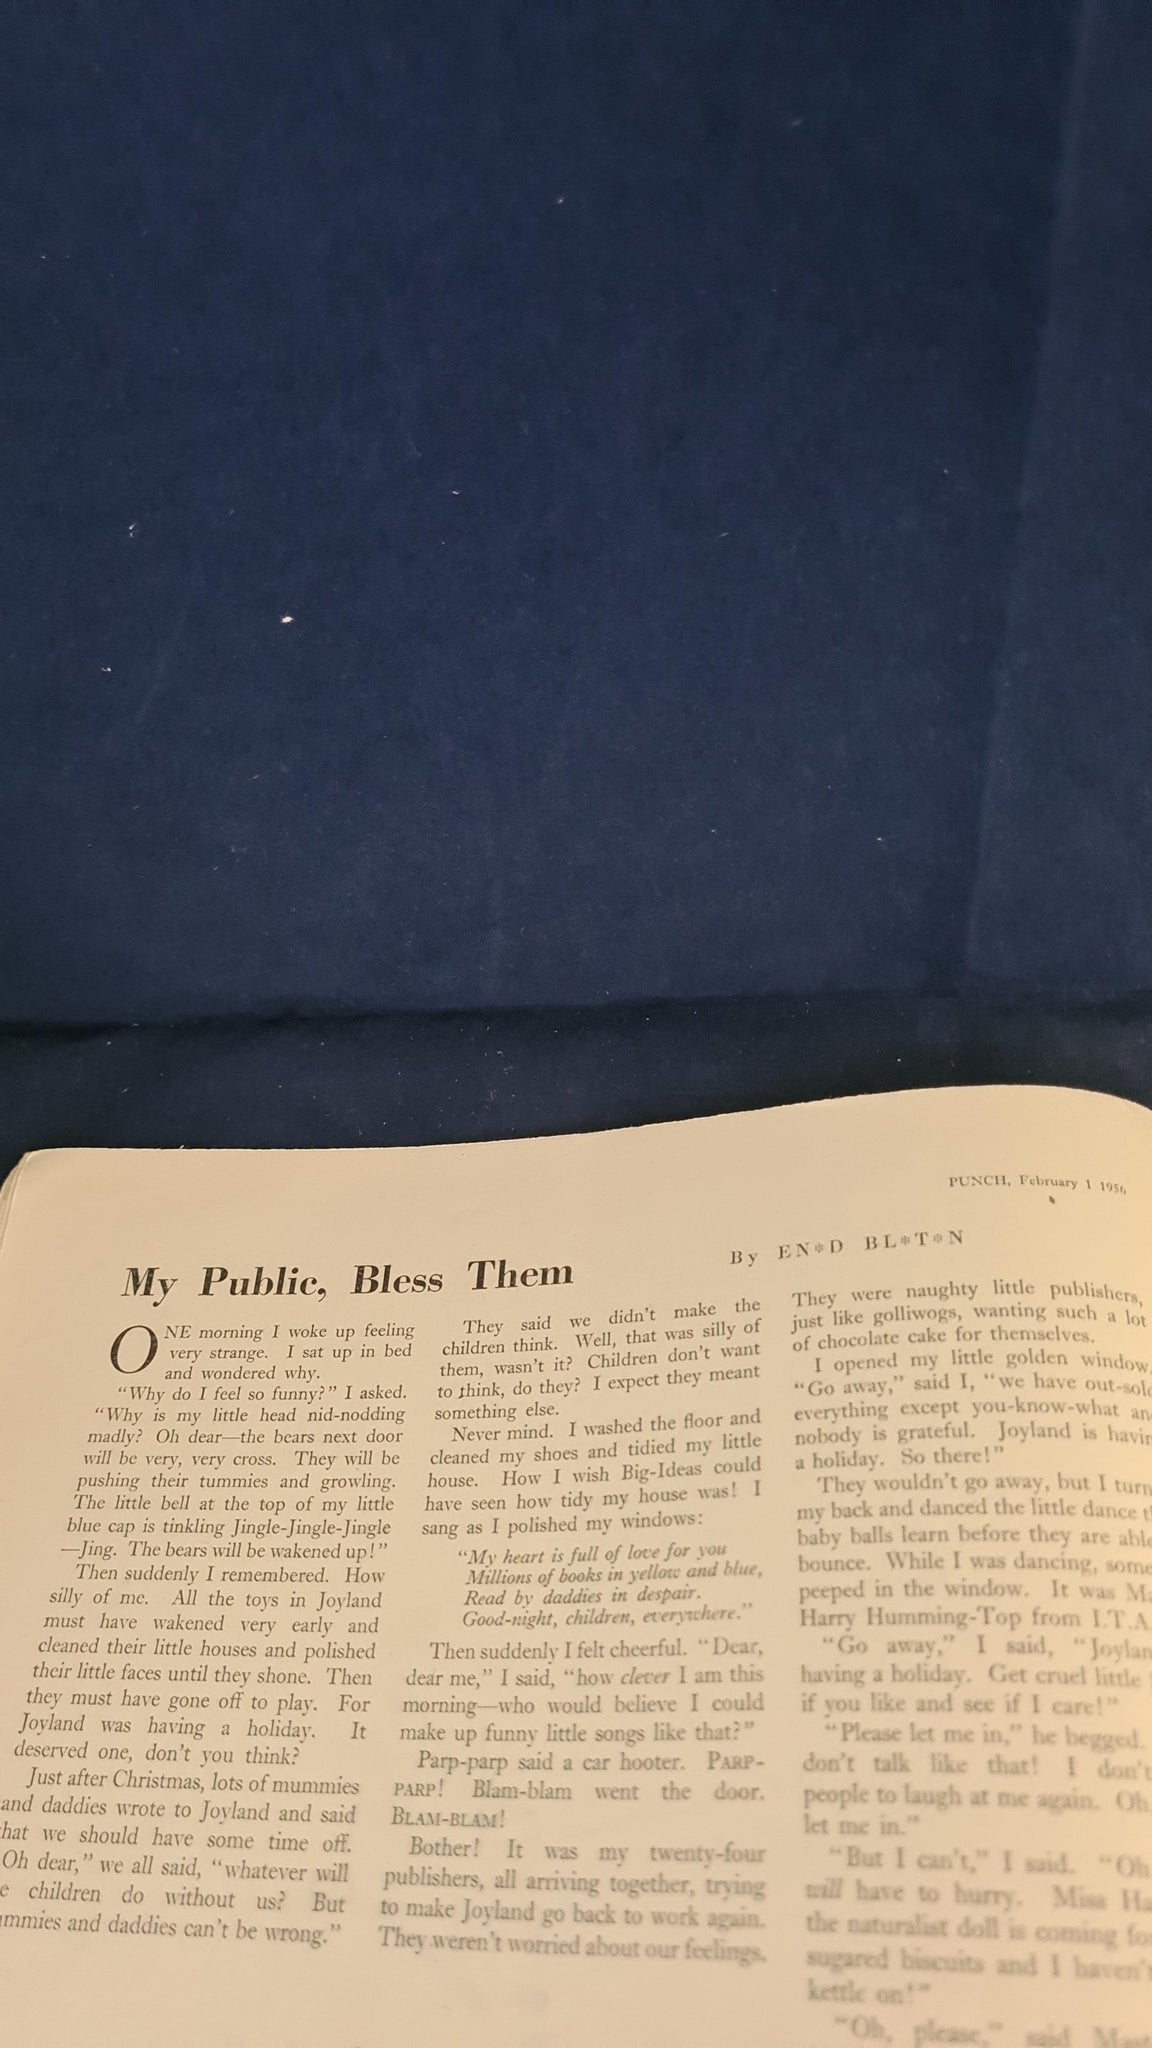 PUNCH, February 1 1956
My Public, Bless Them
By EN*D BL*T*N
ONE morning I woke up feeling
very strange. I sat up in bed
and wondered why.
"Why do I feel so funny?" I asked.
"Why is my little head nid-nodding
madly? Oh dear—the bears next door
will be very, very cross. They will be
pushing their tummies and growling.
The little bell at the top of my little
blue cap is tinkling Jingle-Jingle-Jingle
—Jing. The bears will be wakened up!"
Then suddenly I remembered. How
silly of me. All the toys in Joyland
must have wakened very early and
cleaned their little houses and polished
their little faces until they shone. Then
they must have gone off to play. For
Joyland was having a holiday. It
deserved one, don't you think?
Just after Christmas, lots of mummies
and daddies wrote to Joyland and said
that we should have some time off.
Oh dear," we all said, "whatever will
children do without us? But
mmies and daddies can't be wrong."
They said we didn't make the
children think. Well, that was silly of
them, wasn't it? Children don't want
to think, do they? I expect they meant
something else.
Never mind. I washed the floor and
cleaned my shoes and tidied my little
house. How I wish Big-Ideas could
have seen how tidy my house was! I
sang as I polished my windows:
"My heart is full of love for you
Millions of books in yellow and blue,
Read by daddies in despair.
Good-night, children, everywhere."
Then suddenly I felt cheerful. "Dear,
dear me," I said, "how clever I am this
morning—who would believe I could
make up funny little songs like that?"
Parp-parp said a car hooter. PARP-
PARP! Blam-blam went the door.
BLAM-BLAM!
Bother! It was my twenty-four
publishers, all arriving together, trying
to make Joyland go back to work again.
They weren't worried about our feelings.
They were naughty little publishers,
just like golliwogs, wanting such a lot
of chocolate cake for themselves.
I opened my little golden window.
"Go away," said I, "we have out-sold
everything except you-know-what an
nobody is grateful. Joyland is havin
a holiday. So there!"
They wouldn't go away, but I turn
my back and danced the little dance t
baby balls learn before they are able
bounce. While I was dancing, some
peeped in the window. It was Ma
Harry Humming-Top from I.T.A.
"Go away," I said, "Joylan
having a holiday. Get cruel little
if you like and see if I care!"
"Please let me in," he begged.
don't talk like that! I don't
people to laugh at me again. Oh
let me in."
"But I can't," I said. "Oh
will have to hurry. Miss Ha
the naturalist doll is coming fo
sugared biscuits and I haven't
kettle on!"
"Oh, please," said Mast